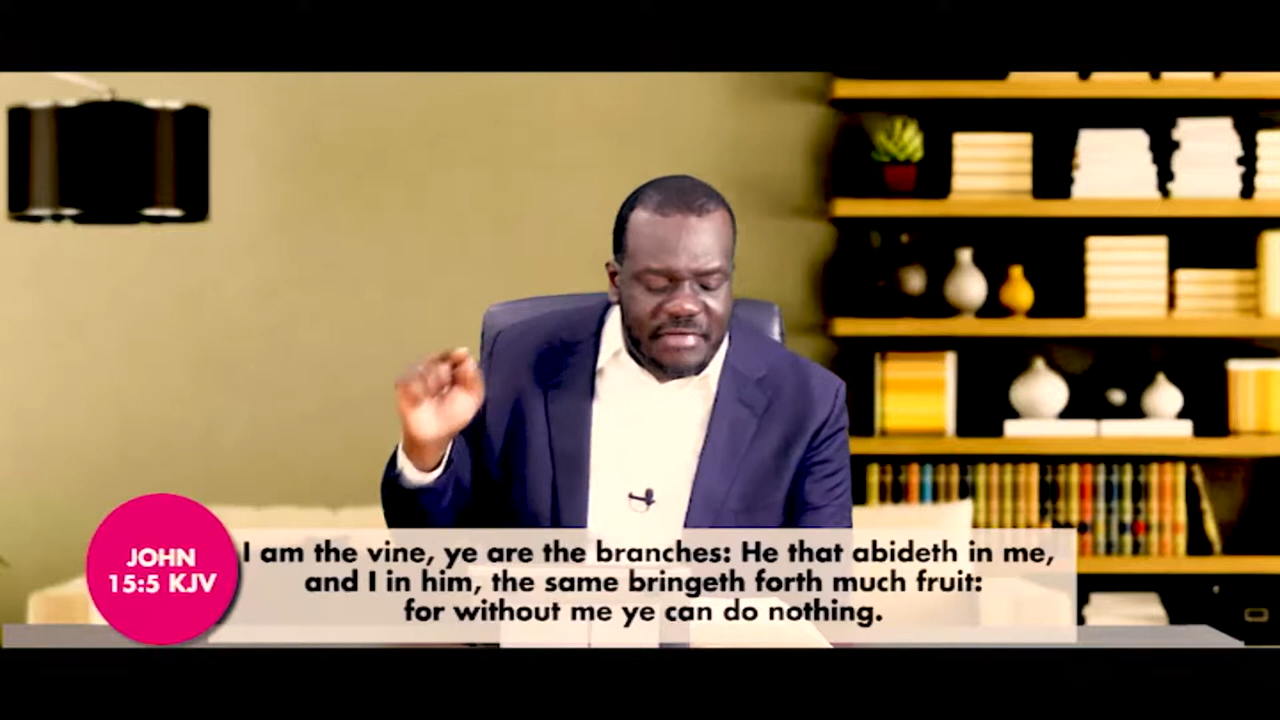 JOHN
15:5 KJV
I am the vine, ye are the branches: He that abideth in me,
and I in him, the same bringeth forth much fruit:
for without me ye can do nothing.